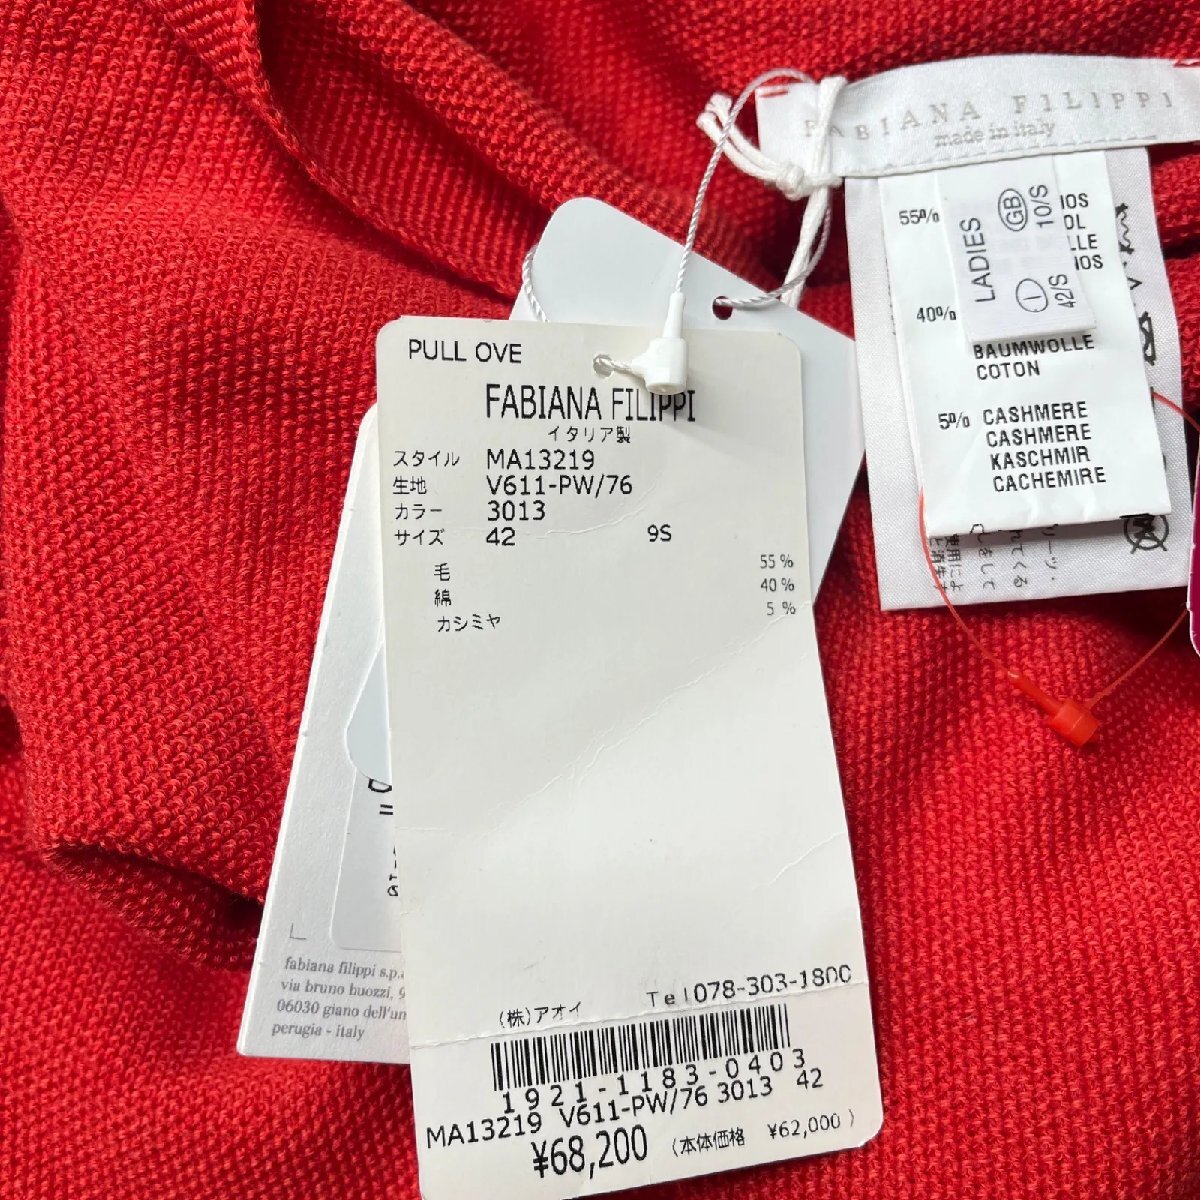 FABIANA FILIPPI
made in italy
LADIES
GB
10/S
I
42/S
55%
40%
BAUMWOLLE
COTON
5% CASHMERE
CASHMERE
KASCHMIR
CACHEMIRE
PULL OVE
FABIANA FILIPPI
イタリア製
スタイル MA13219
生地 V611-PW/76
カラー 3013
サイズ 42 9S
毛 55%
綿 40%
カシミヤ 5%
(株)アオイ Tel078-303-1800
1921-1183-0403
MA13219 V611-PW/76 3013 42
¥68,200 (本体価格 ¥62,000)
fabiana filippi s.p.a
via bruno buozzi, 9
06030 giano dell'un
perugia - italy